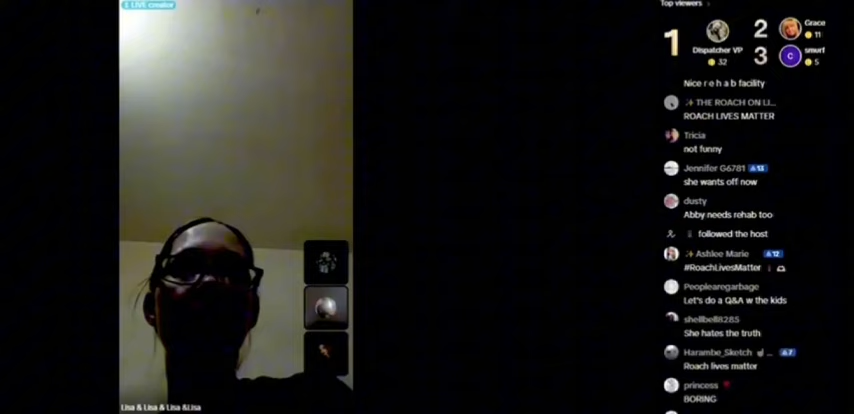 LIVE creator
Lisa & Lisa & Lisa &Lisa
Top viewers
1
Dispatcher VP
32
2
Grace
11
3
C
smurf
5
Nice r e h a b facility
THE ROACH ON LI...
ROACH LIVES MATTER
Tricia
not funny
Jennifer G6781 13
she wants off now
dusty
Abby needs rehab too
followed the host
Ashlee Marie 12
#RoachLivesMatter
Peoplearegarbage
Let's do a Q&A w the kids
shellbell8285
She hates the truth
Harambe_Sketch ... 7
Roach lives matter
princess
BORING